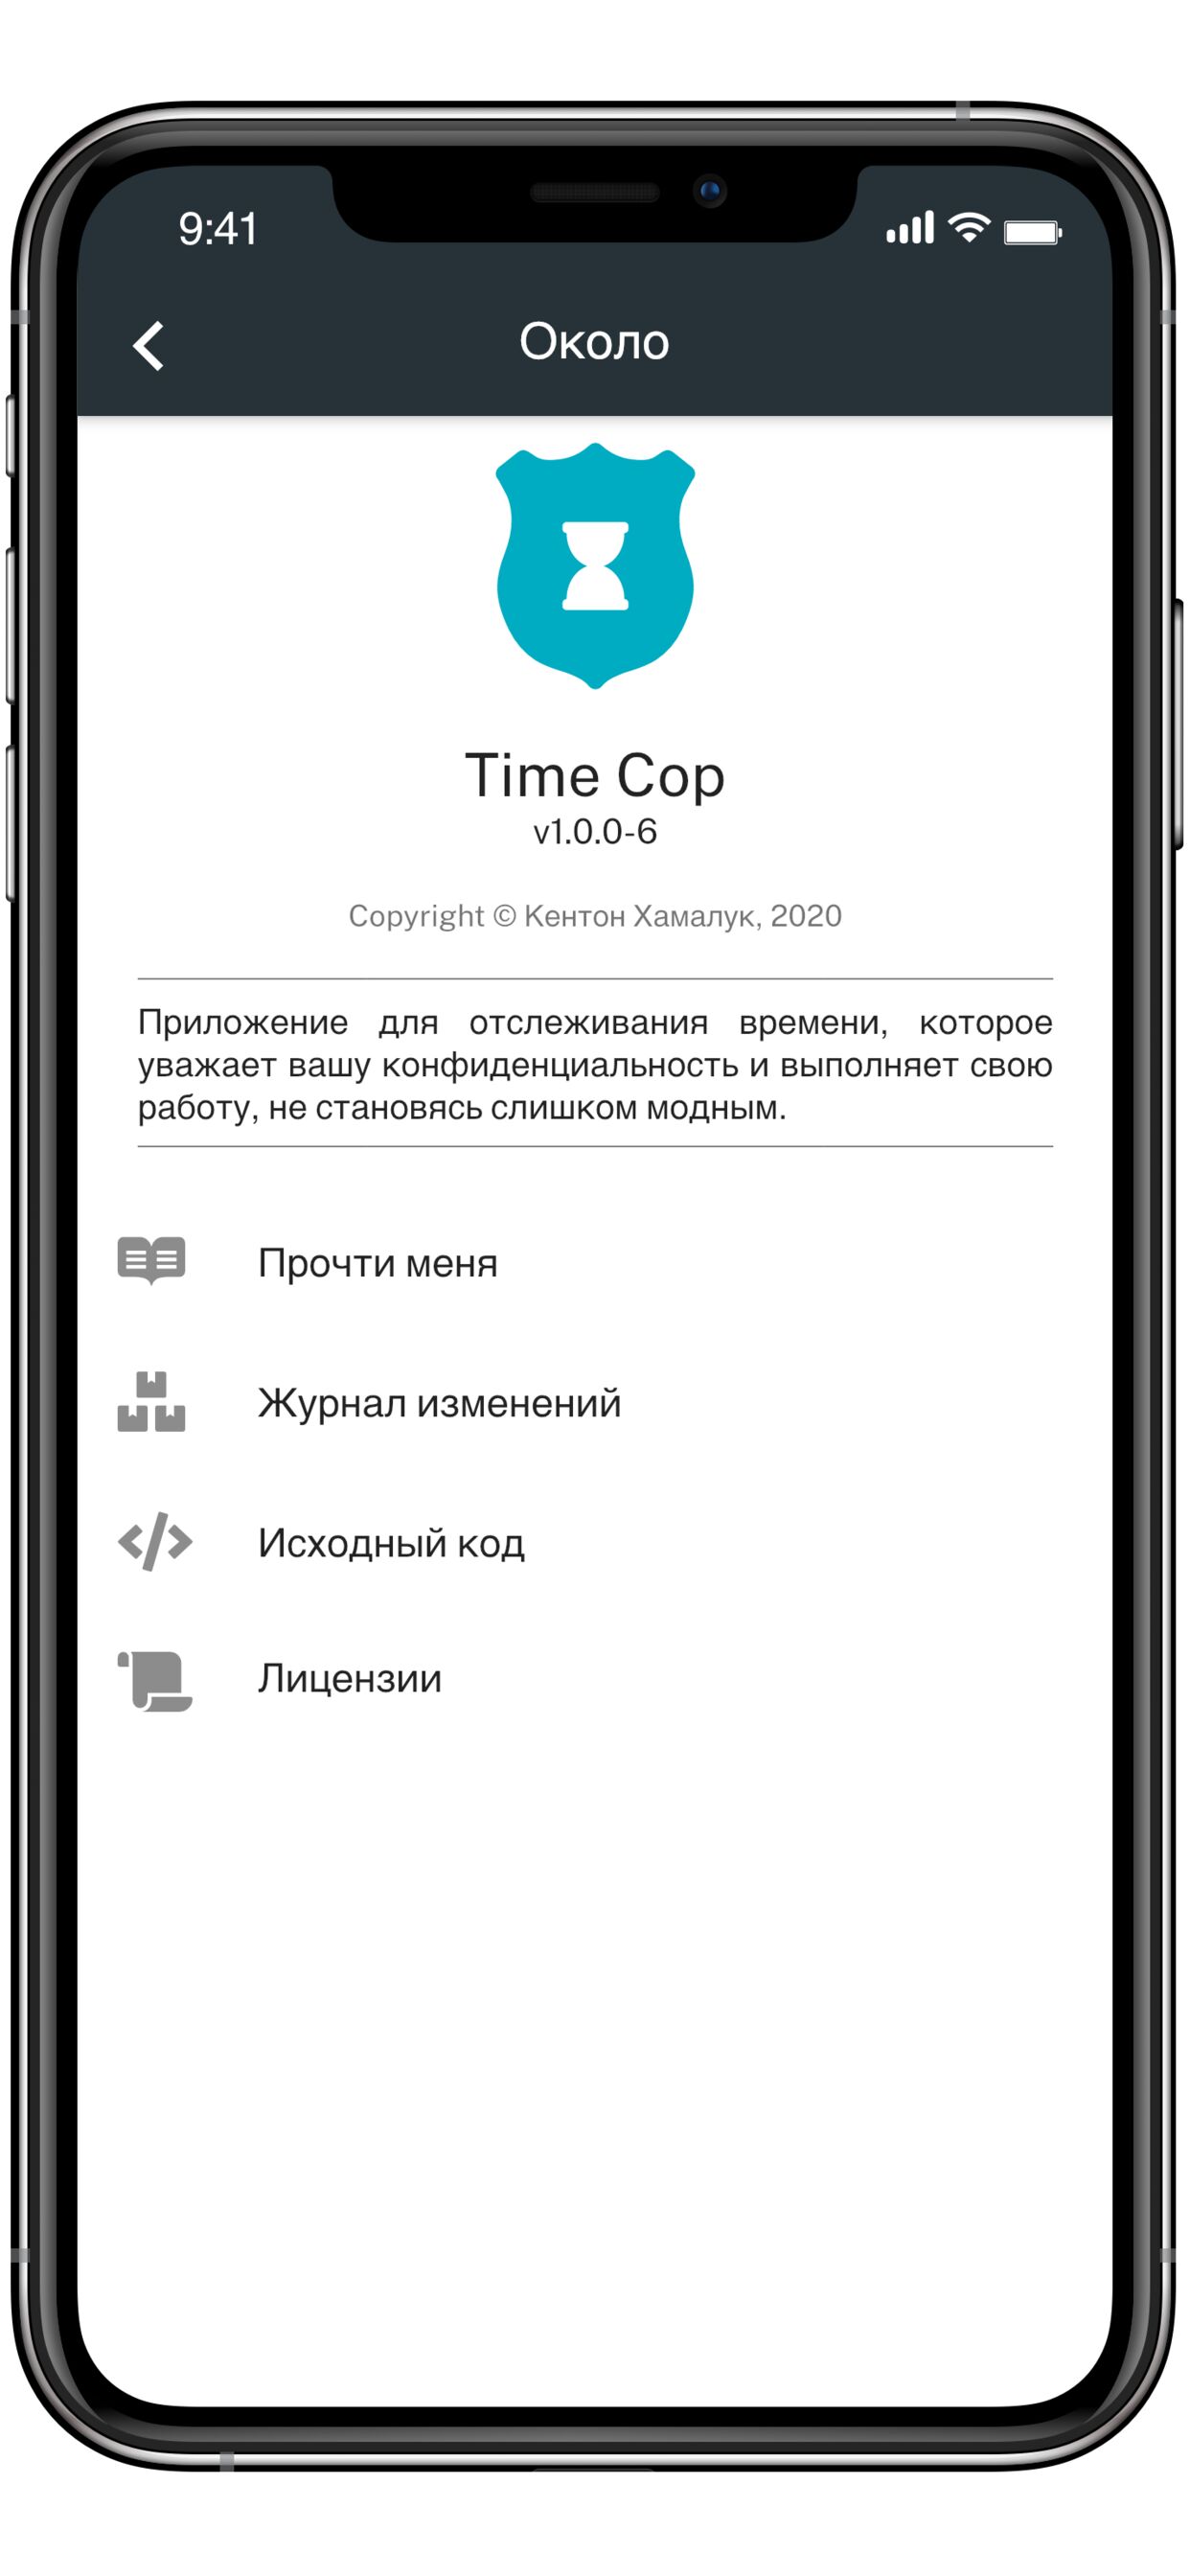 9:41
Около
Time Cop
v1.0.0-6
Copyright © Кентон Хамалук, 2020
Приложение для отслеживания времени, которое
уважает вашу конфиденциальность и выполняет свою
работу, не становясь слишком модным.
Прочти меня
Журнал изменений
Исходный код
Лицензии